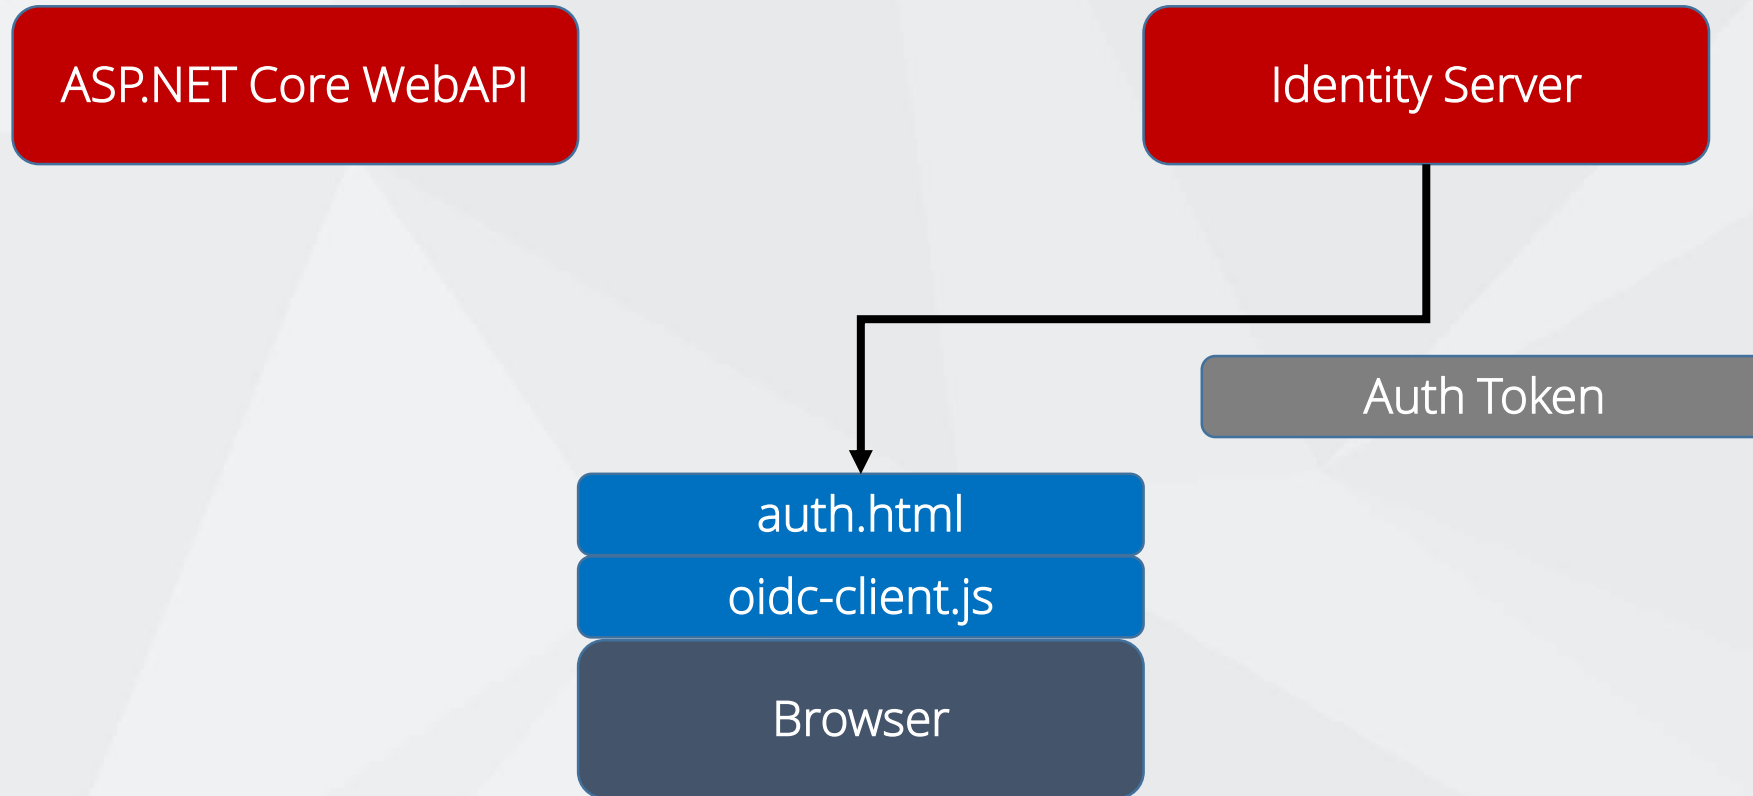 ASP.NET Core WebAPI
Identity Server
Auth Token
auth.html
oidc-client.js
Browser